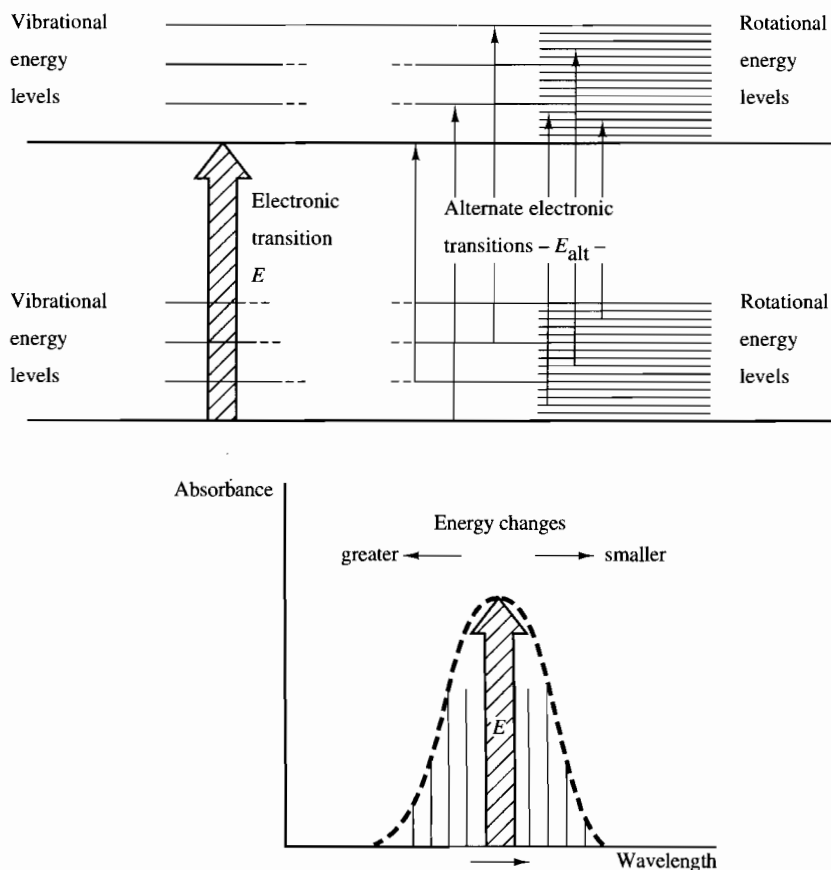 Vibrational
energy
levels
Rotational
energy
levels
Electronic
transition
E
Alternate electronic
transitions – E_alt –
Vibrational
energy
levels
Rotational
energy
levels
Absorbance
Energy changes
greater
smaller
E
Wavelength